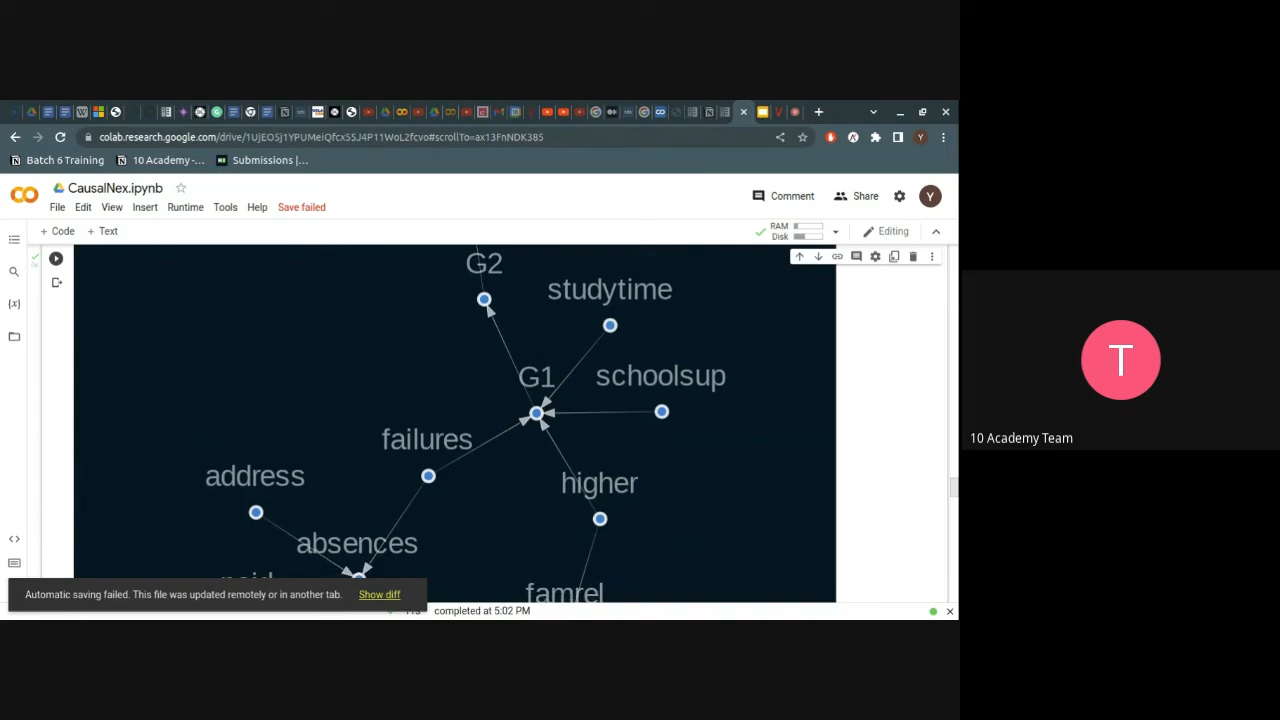 colab.research.google.com/drive/1UjEO5j1YPUMeiQfcx5SJ4P11WoL2fcvo#scrollTo=ax13FnNDK385
Batch 6 Training
10 Academy -...
Submissions |...
CausalNex.ipynb
Comment
Share
Y
File Edit View Insert Runtime Tools Help Save failed
+ Code + Text
RAM
Disk
Editing
G2
studytime
G1
schoolsup
failures
higher
address
absences
famrel
Automatic saving failed. This file was updated remotely or in another tab. Show diff
completed at 5:02 PM
T
10 Academy Team